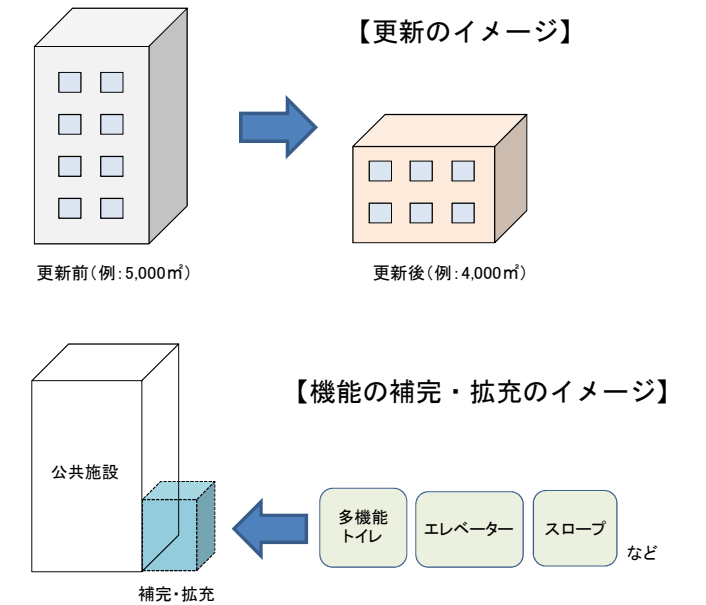 【更新のイメージ】
更新前（例：5,000㎡）
更新後（例：4,000㎡）
【機能の補完・拡充のイメージ】
公共施設
多機能
トイレ
エレベーター
スロープ
など
補完・拡充